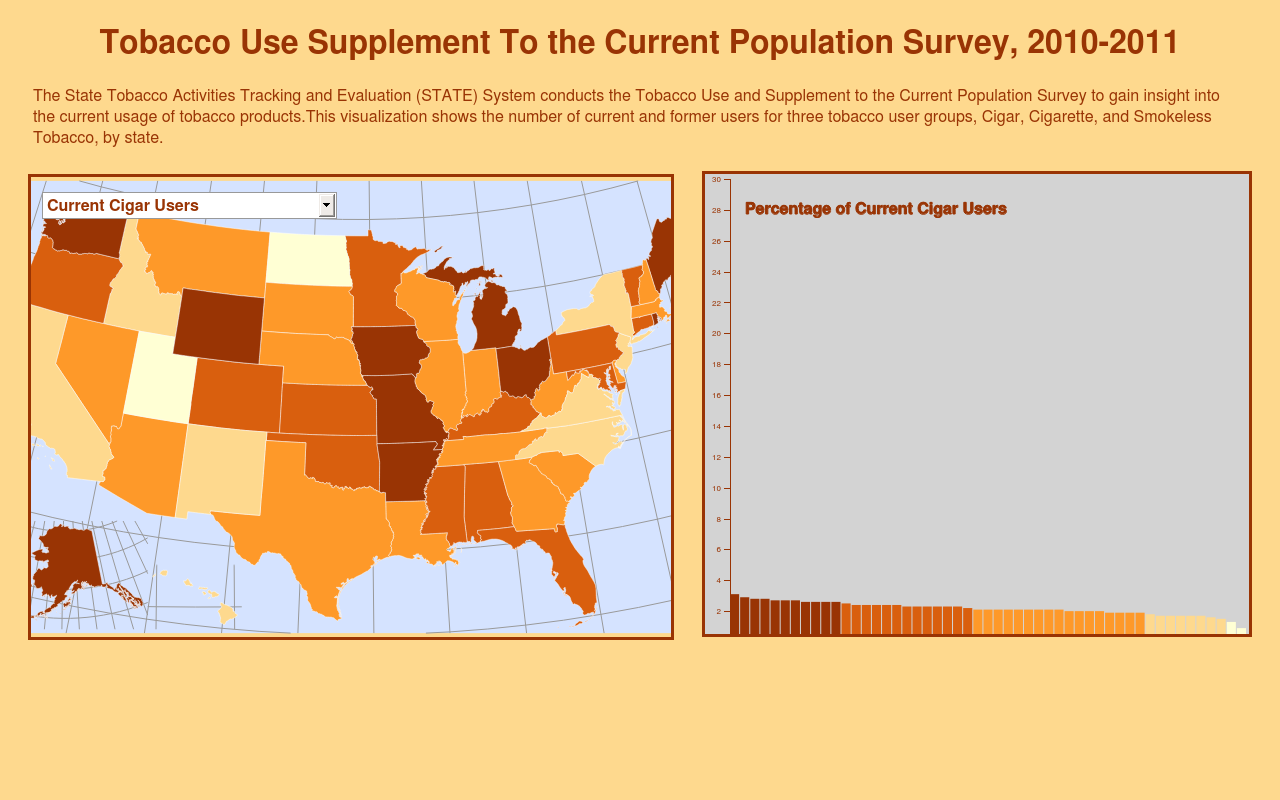 Tobacco Use Supplement To the Current Population Survey, 2010-2011
The State Tobacco Activities Tracking and Evaluation (STATE) System conducts the Tobacco Use and Supplement to the Current Population Survey to gain insight into
the current usage of tobacco products.This visualization shows the number of current and former users for three tobacco user groups, Cigar, Cigarette, and Smokeless
Tobacco, by state.
Current Cigar Users
Percentage of Current Cigar Users
30
28
26
24
22
20
18
16
14
12
10
8
6
4
2